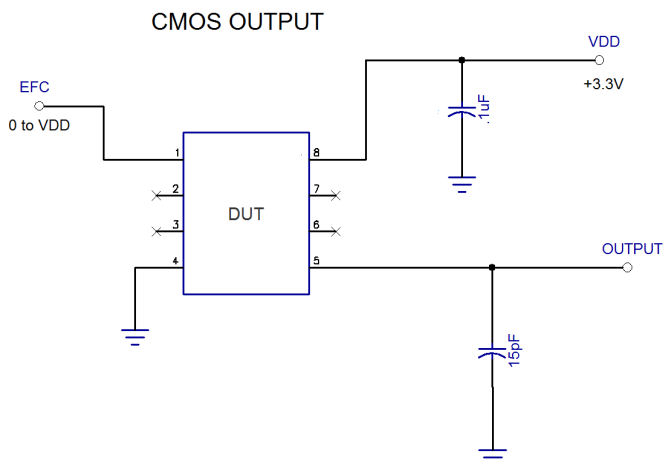 CMOS OUTPUT
VDD
EFC
+3.3V
.1uF
0 to VDD
1
8
2
7
DUT
3
6
OUTPUT
4
5
15pF